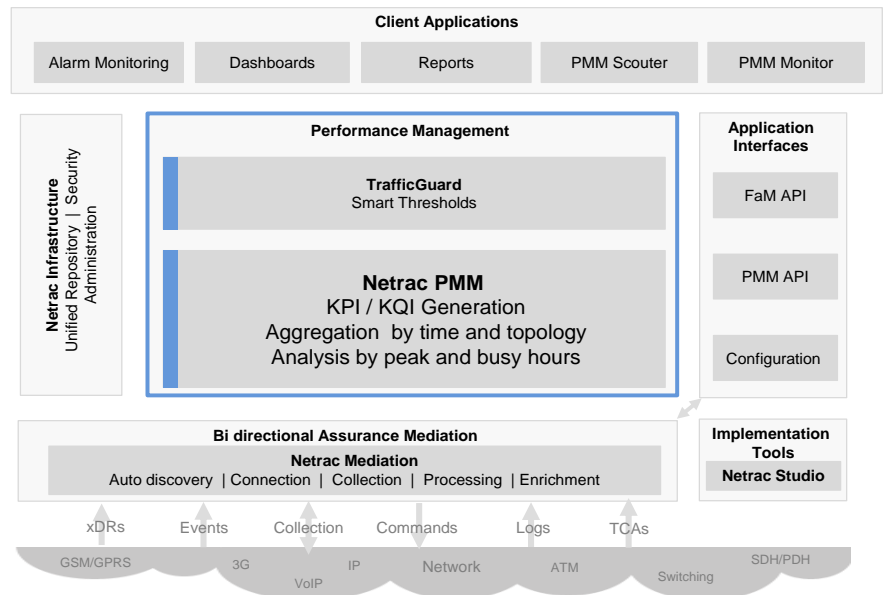 Client Applications
Alarm Monitoring
Dashboards
Reports
PMM Scouter
PMM Monitor
Netrac Infrastructure
Unified Repository | Security
Administration
Performance Management
TrafficGuard
Smart Thresholds
Netrac PMM
KPI / KQI Generation
Aggregation by time and topology
Analysis by peak and busy hours
Application
Interfaces
FaM API
PMM API
Configuration
Bi directional Assurance Mediation
Netrac Mediation
Auto discovery | Connection | Collection | Processing | Enrichment
Implementation
Tools
Netrac Studio
xDRs
Events
Collection
Commands
Logs
TCAs
GSM/GPRS
3G
VoIP
IP
Network
ATM
Switching
SDH/PDH